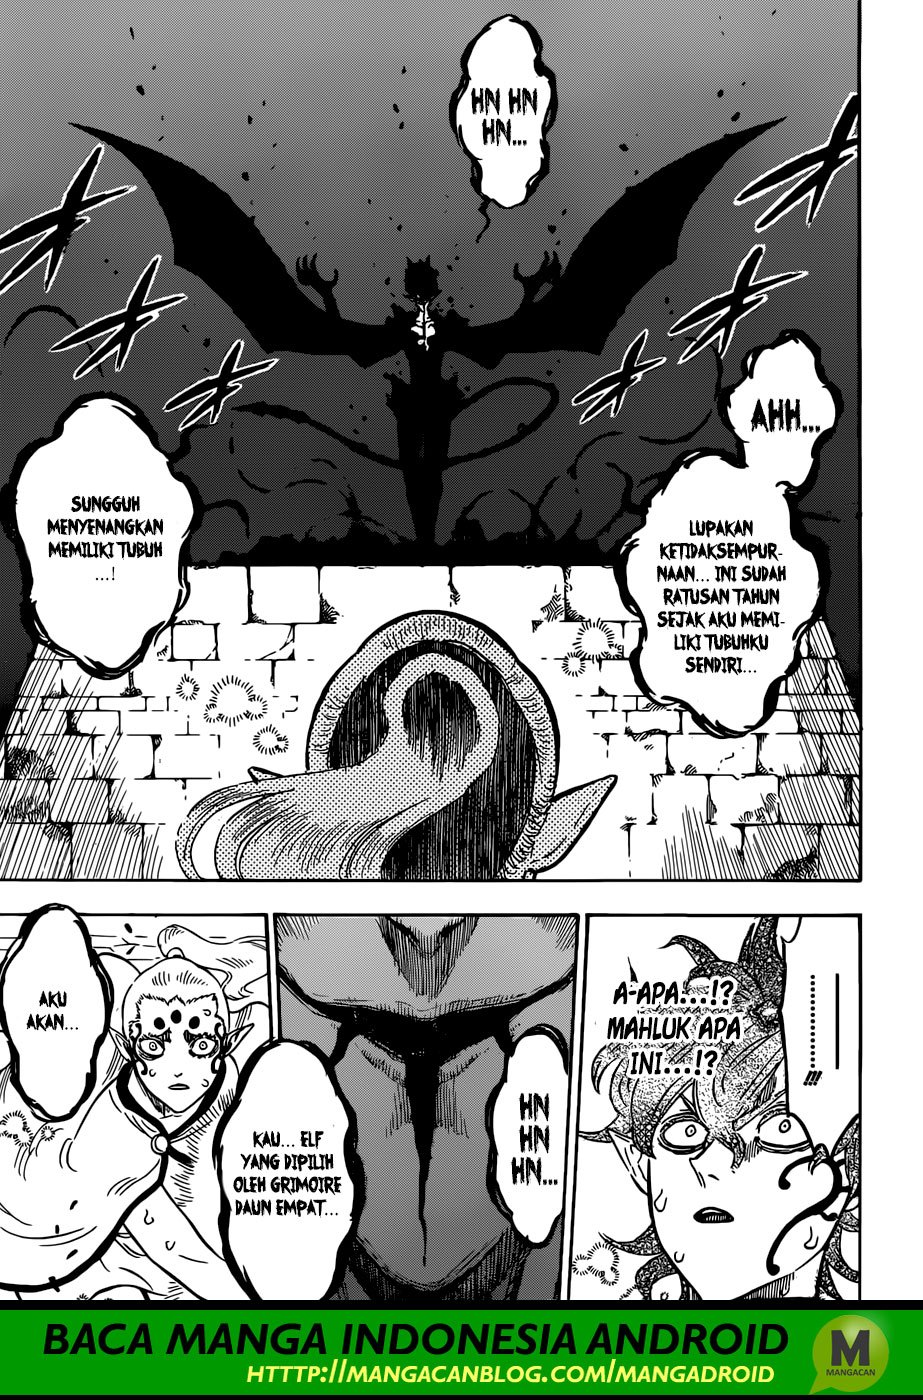 HN HN
HN...
AHH...
LUPAKAN
KETIDAKSEMPUR-
NAAN... INI SUDAH
RATUSAN TAHUN
SEJAK AKU MEMI-
LIKI TUBUHKU
SENDIRI...
SUNGGUH
MENYENANGKAN
MEMILIKI TUBUH
...!
...........
!!!
A-APA...!?
MAHLUK APA
INI...!?
HN
HN
HN...
KAU... ELF
YANG DIPILIH
OLEH GRIMOIRE
DAUN EMPAT...
AKU
AKAN...
BACA MANGA INDONESIA ANDROID
HTTTP://MANGACANBLOG.COM/MANGADROID
M
MANGACAN